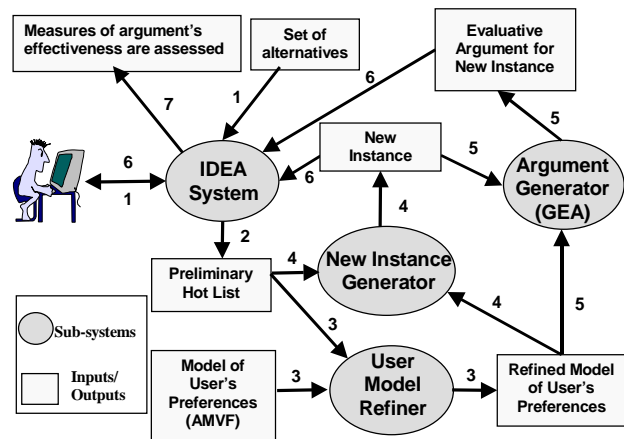 Measures of argument's
effectiveness are assessed
Set of
alternatives
Evaluative
Argument for
New Instance
7
1
6
5
6
1
IDEA
System
6
New
Instance
5
Argument
Generator
(GEA)
2
4
Preliminary
Hot List
4
New Instance
Generator
4
5
3
Sub-systems
Inputs/
Outputs
Model of
User's
Preferences
(AMVF)
3
User
Model
Refiner
3
Refined Model
of User's
Preferences